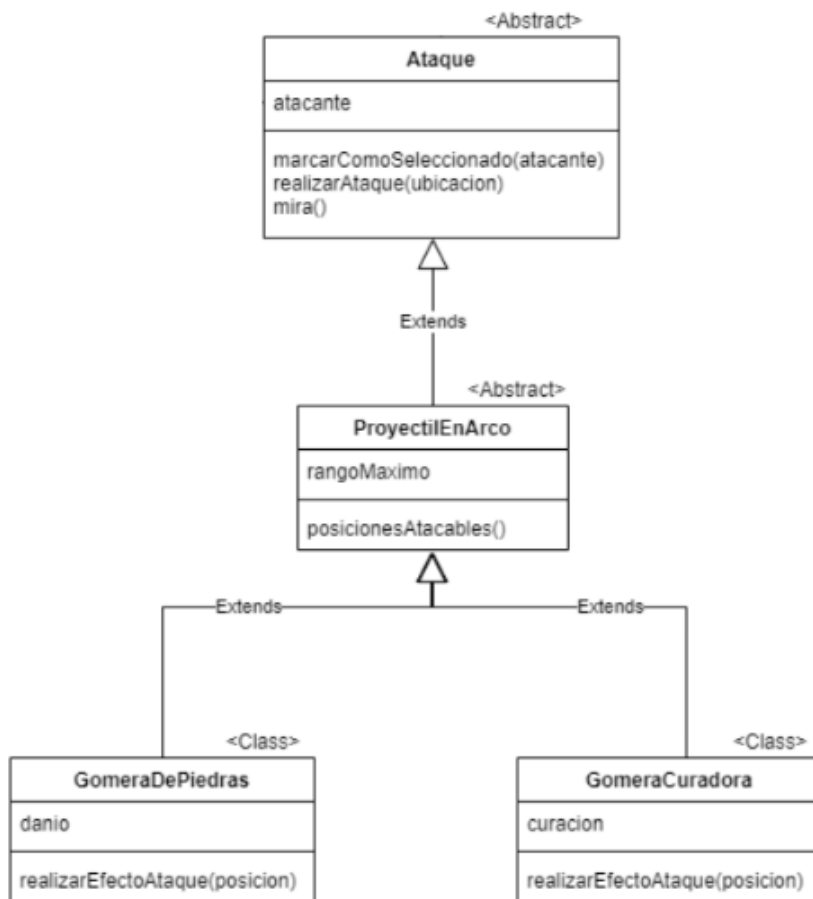 <Abstract>
Ataque
atacante
marcarComoSeleccionado(atacante)
realizarAtaque(ubicacion)
mira()
Extends
<Abstract>
ProyectilEnArco
rangoMaximo
posicionesAtacables()
Extends
Extends
<Class>
GomeraDePiedras
danio
realizarEfectoAtaque(posicion)
<Class>
GomeraCuradora
curacion
realizarEfectoAtaque(posicion)